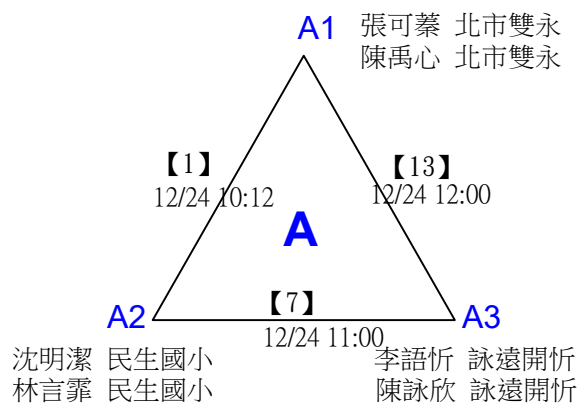 A1
張可蓁 北市雙永
陳禹心 北市雙永
【1】
12/24 10:12
【13】
12/24 12:00
A
【7】
12/24 11:00
A2
沈明潔 民生國小
林言霏 民生國小
A3
李語忻 詠遠開忻
陳詠欣 詠遠開忻